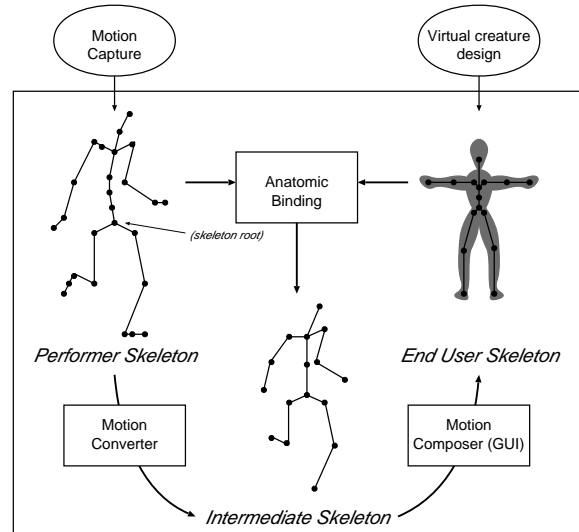 Motion
Capture
Virtual creature
design
Anatomic
Binding
(skeleton root)
Performer Skeleton
End User Skeleton
Motion
Converter
Motion
Composer (GUI)
Intermediate Skeleton